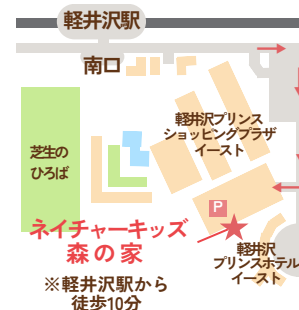 軽井沢駅
南口
軽井沢プリンス
ショッピングプラザ
イースト
芝生の
ひろば
P
ネイチャーキッズ
森の家
軽井沢
プリンスホテル
イースト
※軽井沢駅から
徒歩10分